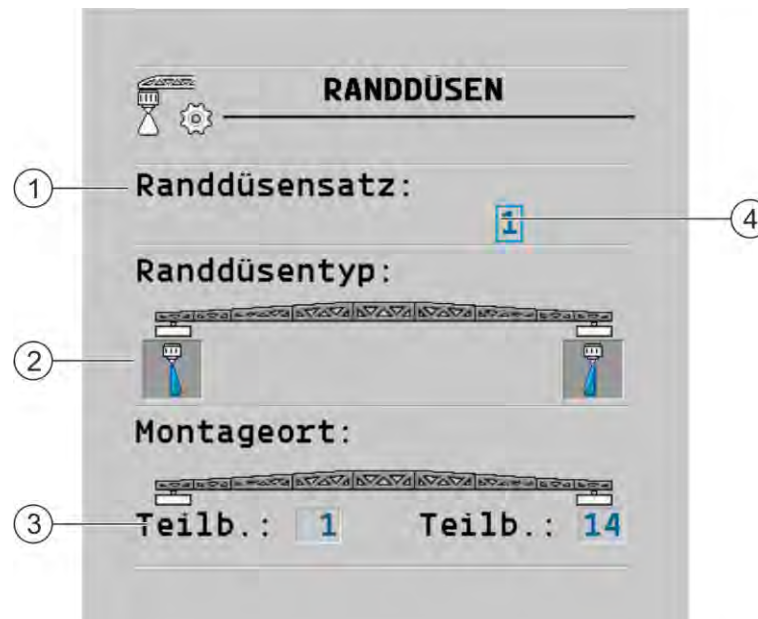 RANDDÜSEN
1 Randdüsensatz:
1 4
Randdüsentyp:
2
Montageort:
3 Teilb.: 1 Teilb.: 14